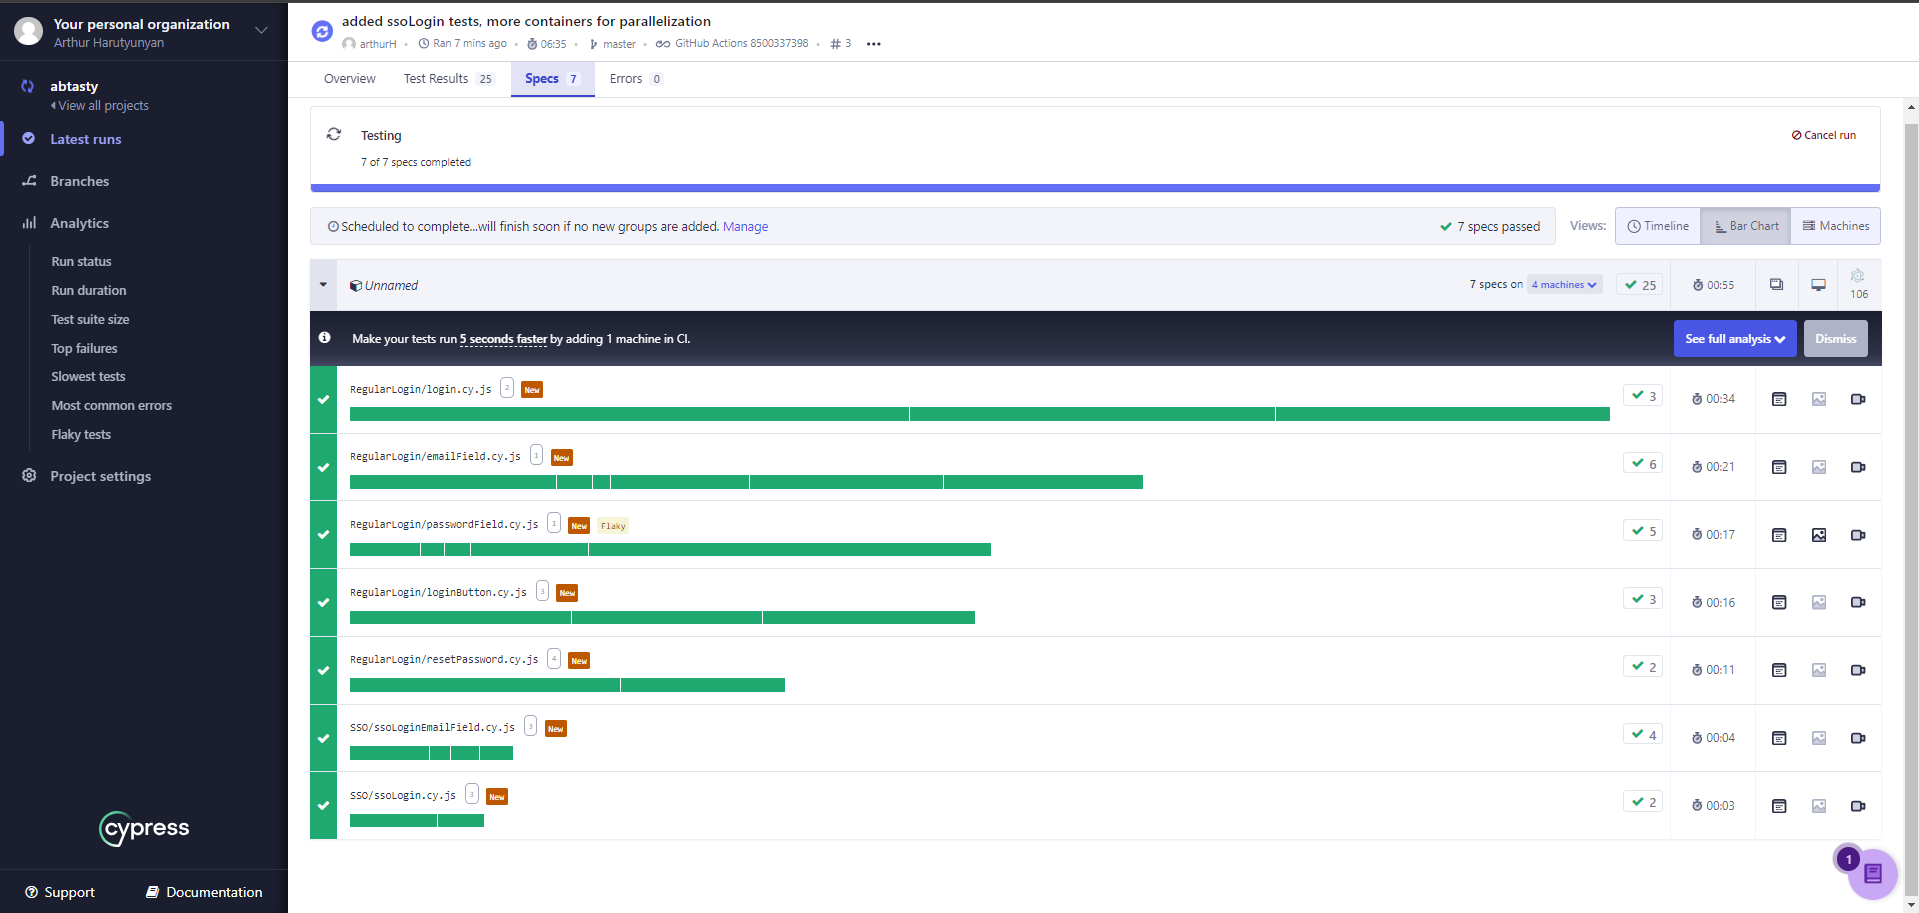 Your personal organization
Arthur Harutyunyan
abtasty
View all projects
Latest runs
Branches
Analytics
Run status
Run duration
Test suite size
Top failures
Slowest tests
Most common errors
Flaky tests
Project settings
cypress
Support
Documentation
added ssoLogin tests, more containers for parallelization
arthurH • Ran 7 mins ago • 06:35 • master • GitHub Actions 8500337398 • # 3 •••
Overview Test Results 25 Specs 7 Errors 0
Testing
Cancel run
7 of 7 specs completed
Scheduled to complete...will finish soon if no new groups are added. Manage
7 specs passed
Views: Timeline Bar Chart Machines
Unnamed 7 specs on 4 machines 25 00:55 106
Make your tests run 5 seconds faster by adding 1 machine in CI. See full analysis Dismiss
RegularLogin/login.cy.js 2 New 3 00:34
RegularLogin/emailField.cy.js 1 New 6 00:21
RegularLogin/passwordField.cy.js 1 New Flaky 5 00:17
RegularLogin/loginButton.cy.js 3 New 3 00:16
RegularLogin/resetPassword.cy.js 4 New 2 00:11
SSO/ssoLoginEmailField.cy.js 3 New 4 00:04
SSO/ssoLogin.cy.js 3 New 2 00:03
1